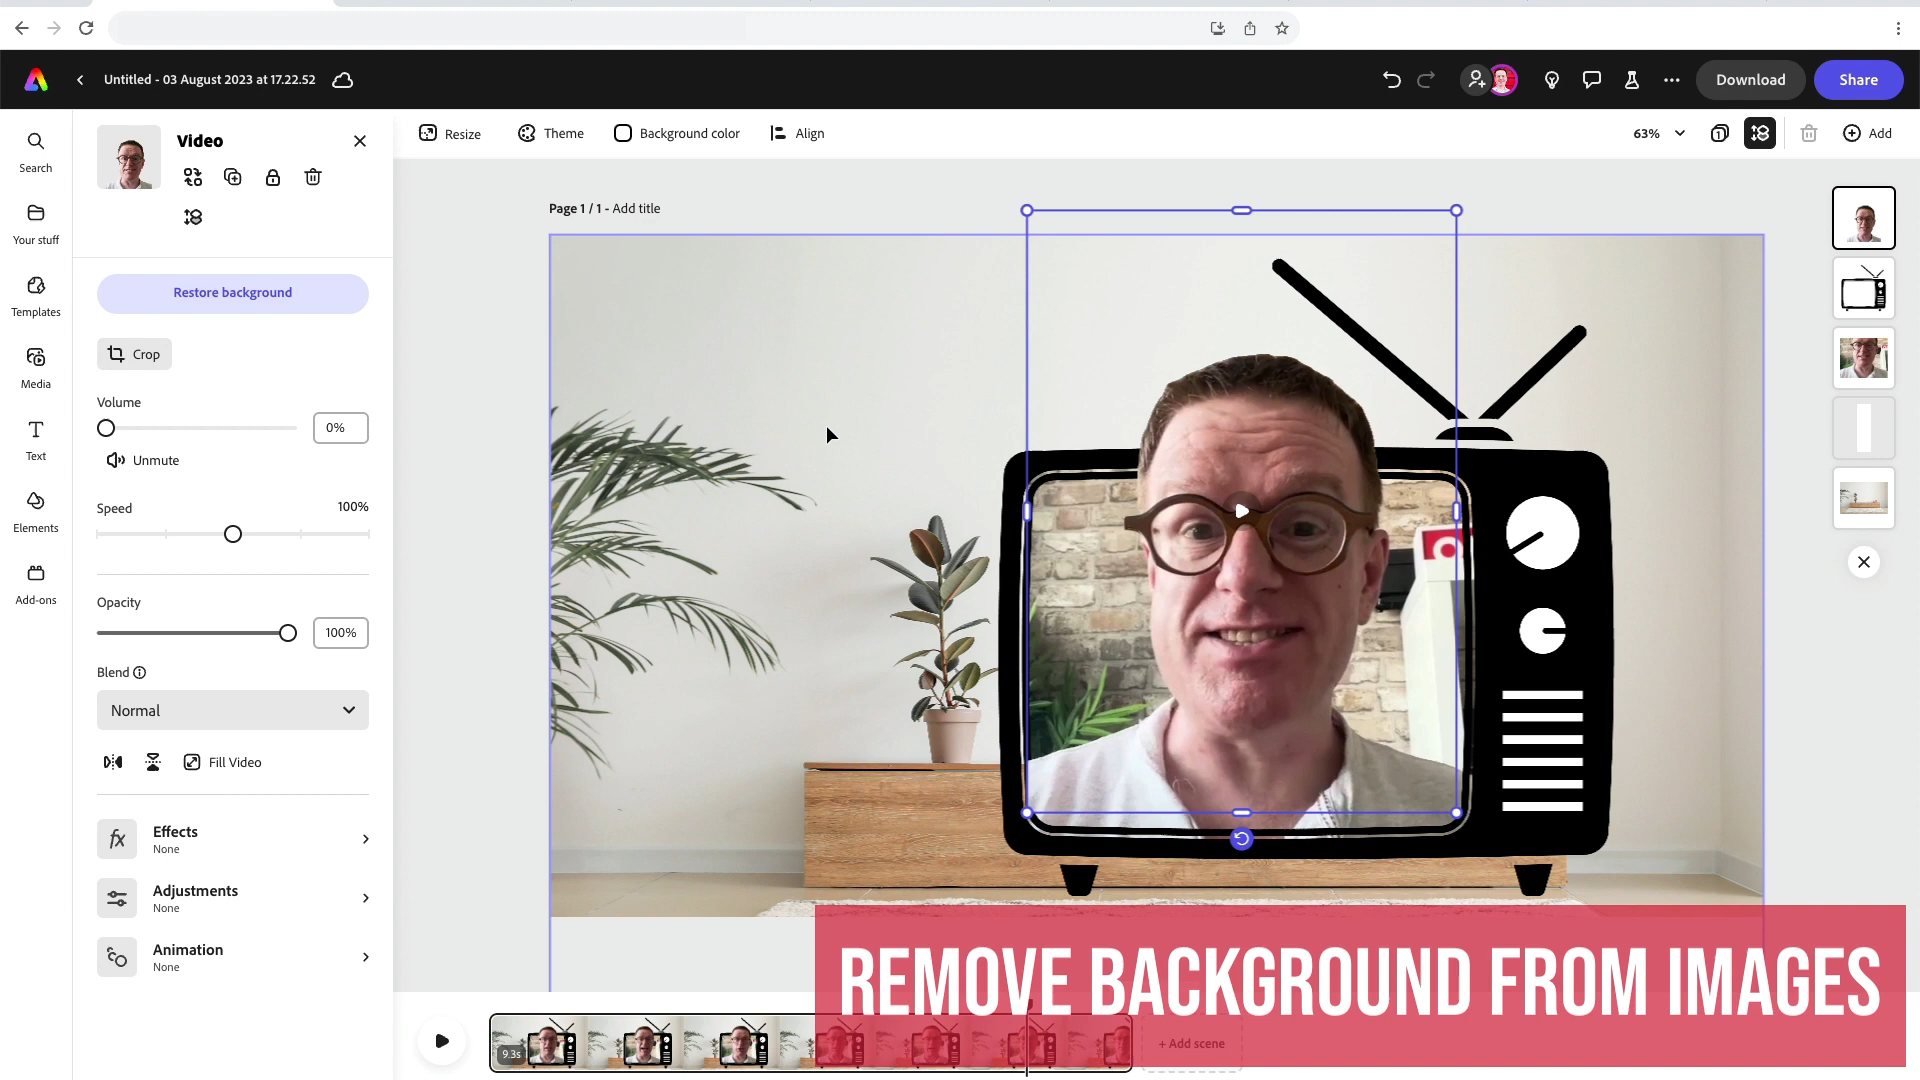 Untitled - 03 August 2023 at 17.22.52
Download
Share
Video
Resize
Theme
Background color
Align
63%
1
Add
Search
Your stuff
Templates
Media
Text
Elements
Add-ons
Page 1 / 1 - Add title
Restore background
Crop
Volume
0%
Unmute
Speed
100%
Opacity
100%
Blend
Normal
Fill Video
fx
Effects
None
Adjustments
None
Animation
None
REMOVE BACKGROUND FROM IMAGES
9.3s
+ Add scene